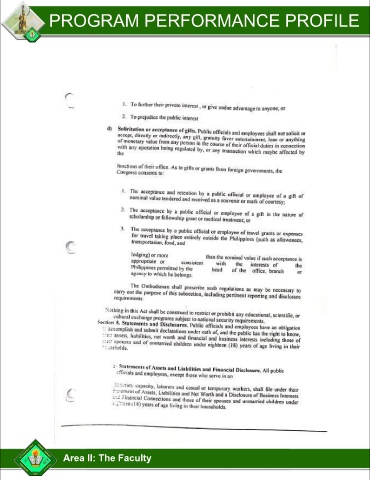 PROGRAM PERFORMANCE PROFILE
1. To further their private interest , or give undue advantage to anyone, or
2. To prejudice the public interest
d) Solicitation or acceptance of gifts. Public officials and employees shall not solicit or
accept, directly or indirectly, any gift, gratuity favor entertainment, loan or anything
of monetary value from any person in the course of their official duties in connection
with any operation being regulated by, or any transaction which maybe affected by
the
functions of their office. As to gifts or grants from foreign governments, the
Congress consents to:
1. The acceptance and retention by a public official or employee of a gift of
nominal value tendered and received as a souvenir or mark of courtesy;
2. The acceptance by a public official or employee of a gift is the nature of
scholarship or fellowship grant or medical treatment; or
3. The acceptance by a public official or employee of travel grants or expenses
for travel taking place entirely outside the Philippines (such as allowances,
transportation, food, and
lodging) or more than the nominal value if such acceptance is
appropriate or consistent with the interests of the
Philippines permitted by the head of the office, branch or
agency to which he belongs.
The Ombudsman shall prescribe such regulations as may be necessary to
carry out the purpose of this subsection, including pertinent reporting and disclosure
requirements.
Nothing in this Act shall be construed to restrict or prohibit any educational, scientific, or
cultural exchange programs subject to national security requirements.
Section 8. Statements and Disclosures. Public officials and employees have an obligation
accomplish and submit declarations under oath of, and the public has the right to know,
assets, liabilities, net worth and financial and business interests including those of
spouses and of unmarried children under eighteen (18) years of age living in their
households.
Statements of Assets and Liabilities and Financial Disclosure. All public
officials and employees, except those who serve in an
honorary capacity, laborers and casual or temporary workers, shall file under their
Statement of Assets, Liabilities and Net Worth and a Disclosure of Business Interests
and Financial Connections and those of their spouses and unmarried children under
eighteen (18) years of age living in their households.
Area II: The Faculty